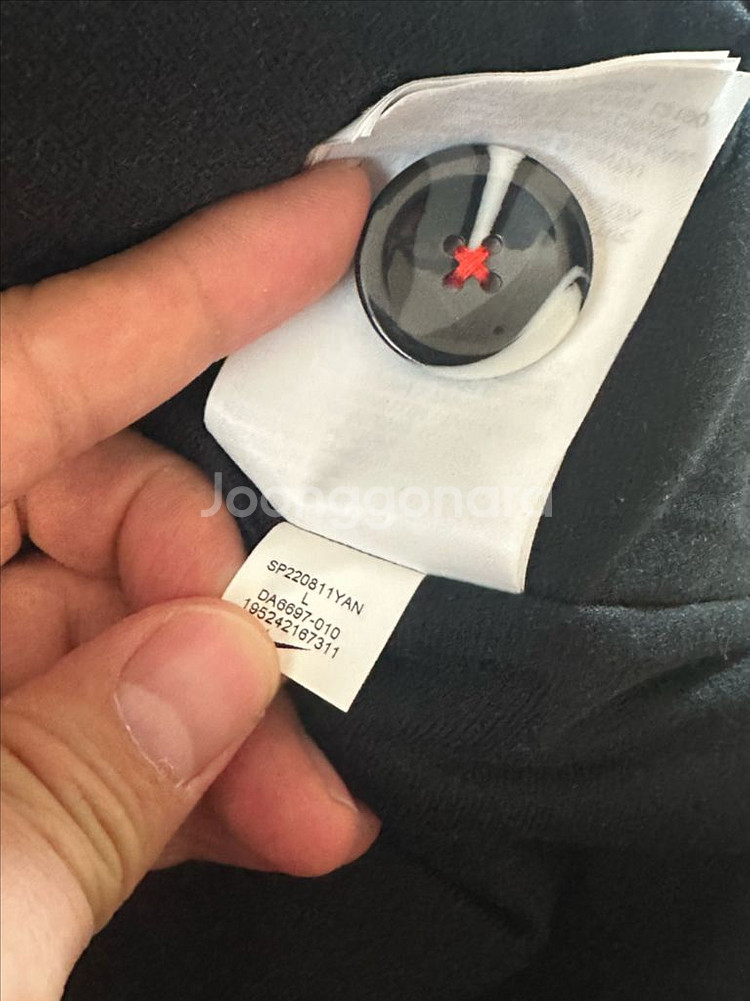 Joonggonara
SP220811YAN
L
DA6697-010
195242167311